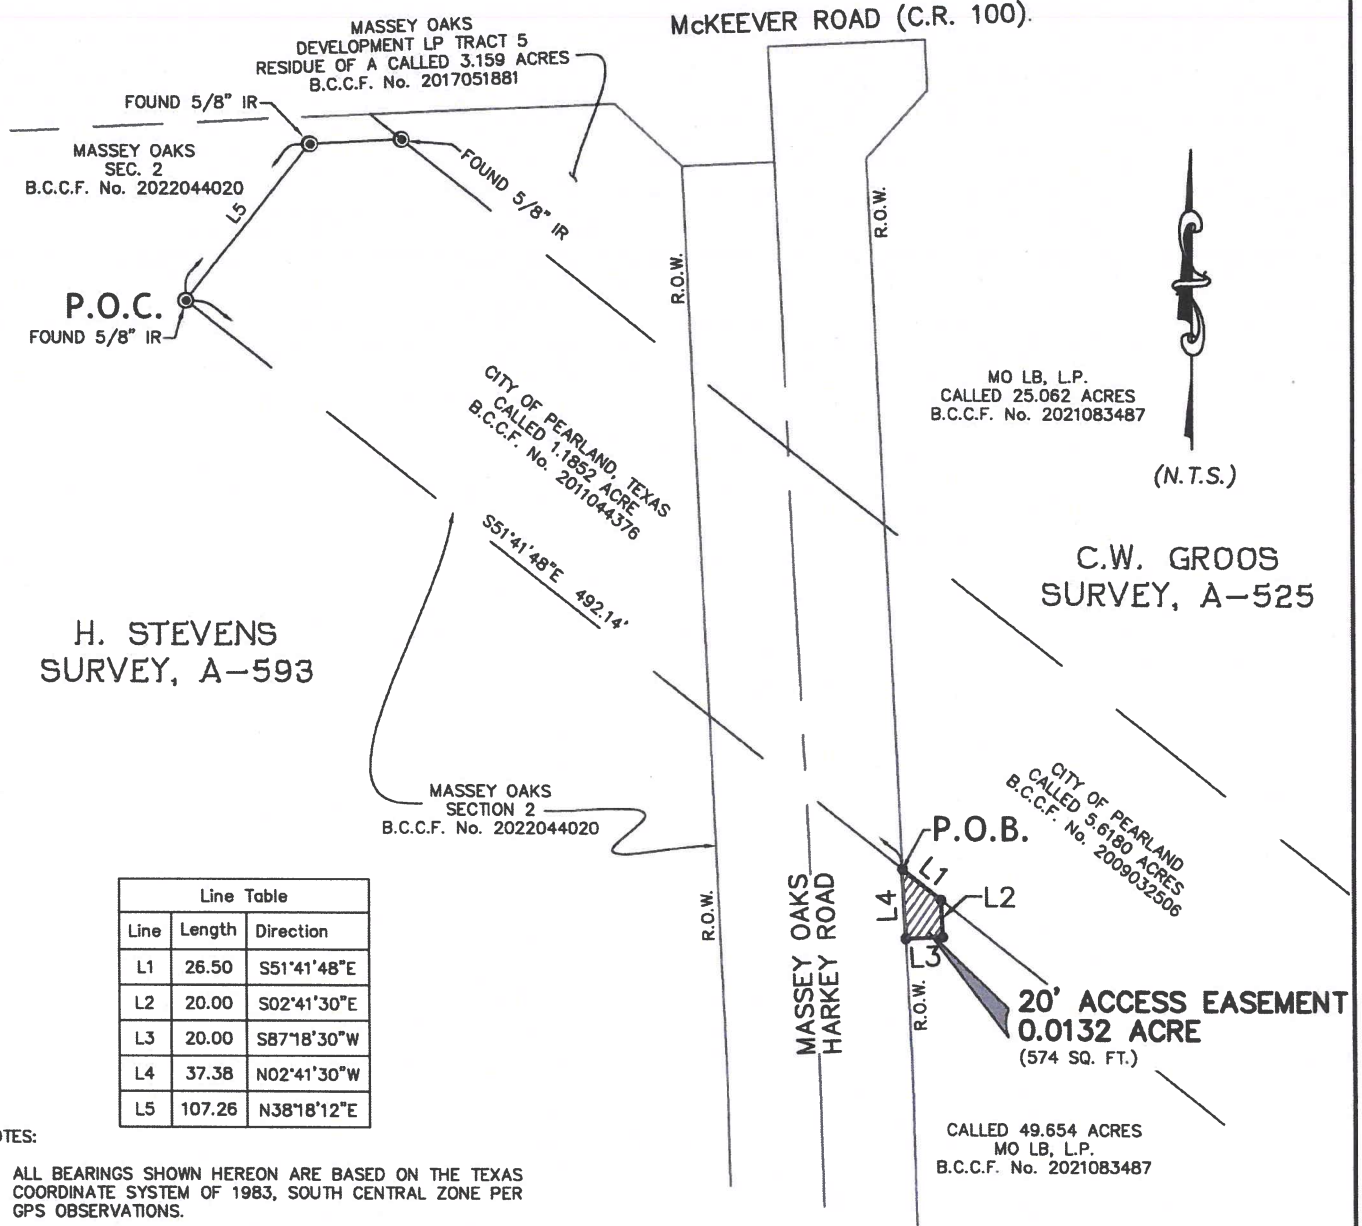 McKEEVER ROAD (C.R. 100).
MASSEY OAKS
DEVELOPMENT LP TRACT 5
RESIDUE OF A CALLED 3.159 ACRES
B.C.C.F. No. 2017051881
FOUND 5/8" IR
MASSEY OAKS
SEC. 2
B.C.C.F. No. 2022044020
FOUND 5/8" IR
L5
R.O.W.
R.O.W.
P.O.C.
FOUND 5/8" IR
MO LB, L.P.
CALLED 25.062 ACRES
B.C.C.F. No. 2021083487
(N.T.S.)
CITY OF PEARLAND, TEXAS
CALLED 1.1852 ACRE
B.C.C.F. No. 2011044376
S51°41'48"E 492.14'
C.W. GROOS
SURVEY, A-525
H. STEVENS
SURVEY, A-593
MASSEY OAKS
SECTION 2
B.C.C.F. No. 2022044020
CITY OF PEARLAND
CALLED 5.6180 ACRES
B.C.C.F. No. 2009032506
P.O.B.
L1
L2
L4
L3
R.O.W.
MASSEY OAKS
HARKEY ROAD
R.O.W.
20' ACCESS EASEMENT
0.0132 ACRE
(574 SQ. FT.)
Line Table
Line Length Direction
L1 26.50 S51°41'48"E
L2 20.00 S02°41'30"E
L3 20.00 S87°18'30"W
L4 37.38 N02°41'30"W
L5 107.26 N38°18'12"E
CALLED 49.654 ACRES
MO LB, L.P.
B.C.C.F. No. 2021083487
OTES:
ALL BEARINGS SHOWN HEREON ARE BASED ON THE TEXAS
COORDINATE SYSTEM OF 1983, SOUTH CENTRAL ZONE PER
GPS OBSERVATIONS.